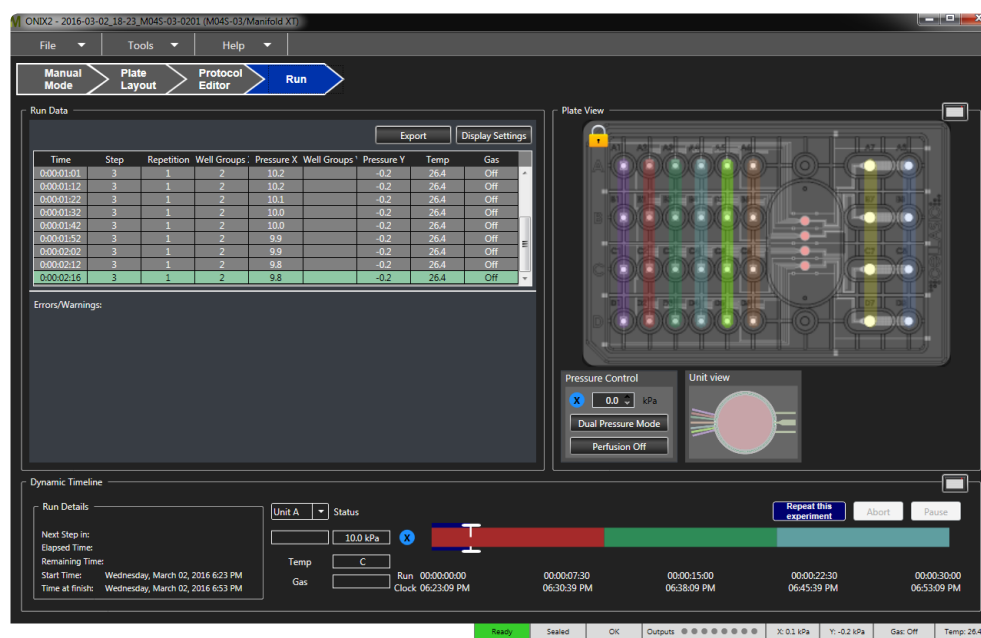 ONIX2 - 2016-03-02_18-23_M04S-03-0201 (M04S-03/Manifold XT)
File Tools Help
Manual Mode Plate Layout Protocol Editor Run
Run Data
Export Display Settings
Time Step Repetition Well Groups Pressure X Well Groups Pressure Y Temp Gas
0:00:01:01 3 1 2 10.2 -0.2 26.4 Off
0:00:01:12 3 1 2 10.2 -0.2 26.4 Off
0:00:01:22 3 1 2 10.1 -0.2 26.4 Off
0:00:01:32 3 1 2 10.0 -0.2 26.4 Off
0:00:01:42 3 1 2 10.0 -0.2 26.4 Off
0:00:01:52 3 1 2 9.9 -0.2 26.4 Off
0:00:02:02 3 1 2 9.9 -0.2 26.4 Off
0:00:02:12 3 1 2 9.8 -0.2 26.4 Off
0:00:02:16 3 1 2 9.8 -0.2 26.4 Off
Errors/Warnings:
Plate View
A
B
C
D
Pressure Control
X 0.0 kPa
Dual Pressure Mode
Perfusion Off
Unit view
Dynamic Timeline
Run Details
Next Step in:
Elapsed Time:
Remaining Time:
Start Time: Wednesday, March 02, 2016 6:23 PM
Time at finish: Wednesday, March 02, 2016 6:53 PM
Unit A Status
10.0 kPa X
Temp C
Gas
Repeat this experiment Abort Pause
Run 00:00:00:00 00:00:07:30 00:00:15:00 00:00:22:30 00:00:30:00
Clock 06:23:09 PM 06:30:39 PM 06:38:09 PM 06:45:39 PM 06:53:09 PM
Ready Sealed OK Outputs X: 0.1 kPa Y: -0.2 kPa Gas: Off Temp: 26.4